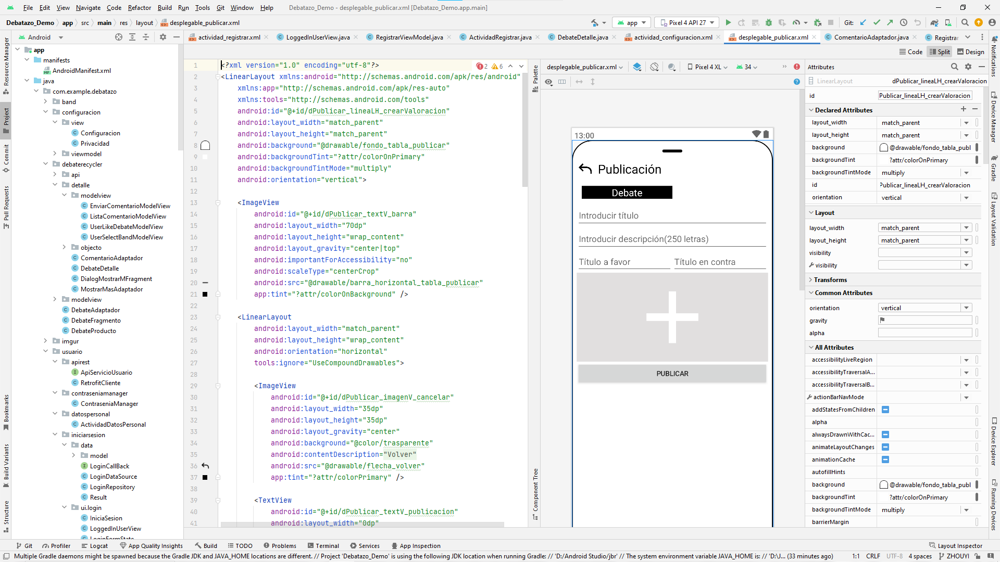 File Edit View Navigate Code Refactor Build Run Tools Git Window Help Debatazo_Demo - desplegable_publicar.xml [Debatazo_Demo.app.main]
Debatazo_Demo app src main res layout desplegable_publicar.xml app Pixel 4 API 27 Git:
Android
actividad_registrar.xml LoggedInUserView.java RegistrarViewModel.java ActividadRegistrar.java DebateDetalle.java actividad_configuracion.xml desplegable_publicar.xml ComentarioAdaptador.java Registrar
Code Split Design
Resource Manager
Project
Commit
Pull Requests
Bookmarks
Build Variants
Structure
app
manifests
AndroidManifest.xml
java
com.example.debatazo
band
configuracion
view
Configuracion
Privacidad
viewmodel
debaterecycler
api
detalle
modelview
EnviarComentarioModelView
ListaComentarioModelView
UserLikeDebateModelView
UserSelectBandModelView
objecto
ComentarioAdaptador
DebateDetalle
DialogMostrarMFragment
MostrarMasAdaptador
modelview
DebateAdaptador
DebateFragmento
DebateProducto
imgur
usuario
apirest
ApiServicioUsuario
RetrofitCliente
contraseniamanager
ContraseniaManager
datospersonal
ActividadDatosPersonal
iniciarsesion
data
model
LoginCallBack
LoginDataSource
LoginRepository
Result
ui.login
IniciaSesion
LoggedInUserView
LoginFormState
2 6
1 <?xml version="1.0" encoding="utf-8"?>
2 <LinearLayout xmlns:android="http://schemas.android.com/apk/res/android"
3 xmlns:app="http://schemas.android.com/apk/res-auto"
4 xmlns:tools="http://schemas.android.com/tools"
5 android:id="@+id/dPublicar_lineaLH_crearValoracion"
6 android:layout_width="match_parent"
7 android:layout_height="match_parent"
8 android:background="@drawable/fondo_tabla_publicar"
9 android:backgroundTint="?attr/colorOnPrimary"
10 android:backgroundTintMode="multiply"
11 android:orientation="vertical">
12
13 <ImageView
14 android:id="@+id/dPublicar_textV_barra"
15 android:layout_width="70dp"
16 android:layout_height="wrap_content"
17 android:layout_gravity="center|top"
18 android:importantForAccessibility="no"
19 android:scaleType="centerCrop"
20 android:src="@drawable/barra_horizontal_tabla_publicar"
21 app:tint="?attr/colorOnBackground" />
22
23 <LinearLayout
24 android:layout_width="match_parent"
25 android:layout_height="wrap_content"
26 android:orientation="horizontal"
27 tools:ignore="UseCompoundDrawables">
28
29 <ImageView
30 android:id="@+id/dPublicar_imagenV_cancelar"
31 android:layout_width="35dp"
32 android:layout_height="35dp"
33 android:layout_gravity="center"
34 android:background="@color/trasparente"
35 android:contentDescription="Volver"
36 android:src="@drawable/flecha_volver"
37 app:tint="?attr/colorPrimary" />
38
39 <TextView
40 android:id="@+id/dPublicar_textV_publicacion"
41 android:layout_width="0dp"
Palette
Component Tree
desplegable_publicar.xml Pixel 4 XL 34
13:00
Publicación
Debate
Introducir título
Introducir descripción(250 letras)
Título a favor Título en contra
PUBLICAR
Attributes
LinearLayout dPublicar_lineaLH_crearValoracion
id Publicar_lineaLH_crearValoracion
Declared Attributes
layout_width match_parent
layout_height match_parent
background @drawable/fondo_tabla_publ
backgroundTint ?attr/colorOnPrimary
backgroundTintMode multiply
id Publicar_lineaLH_crearValoracion
orientation vertical
Layout
layout_width match_parent
layout_height match_parent
visibility
visibility
Transforms
Common Attributes
orientation vertical
gravity
alpha
All Attributes
accessibilityLiveRegion
accessibilityTraversalA...
accessibilityTraversalB...
actionBarNavMode
addStatesFromChildren
alpha
alwaysDrawnWithCac...
animateLayoutChanges
animationCache
autofillHints
background @drawable/fondo_tabla_publ
backgroundTint ?attr/colorOnPrimary
backgroundTintMode multiply
barrierMargin
Notifications
Device Manager
Gradle
Layout Validation
Device Explorer
Running Devices
Git Profiler Logcat App Quality Insights Build TODO Problems Terminal Services App Inspection Layout Inspector
Multiple Gradle daemons might be spawned because the Gradle JDK and JAVA_HOME locations are different. // Project 'Debatazo_Demo' is using the following JDK location when running Gradle: // 'D:/Android Studio/jbr' // The system environment variable JAVA_HOME is: // 'D:\J... (33 minutes ago) 1:1 CRLF UTF-8 4 spaces ZHOUYI